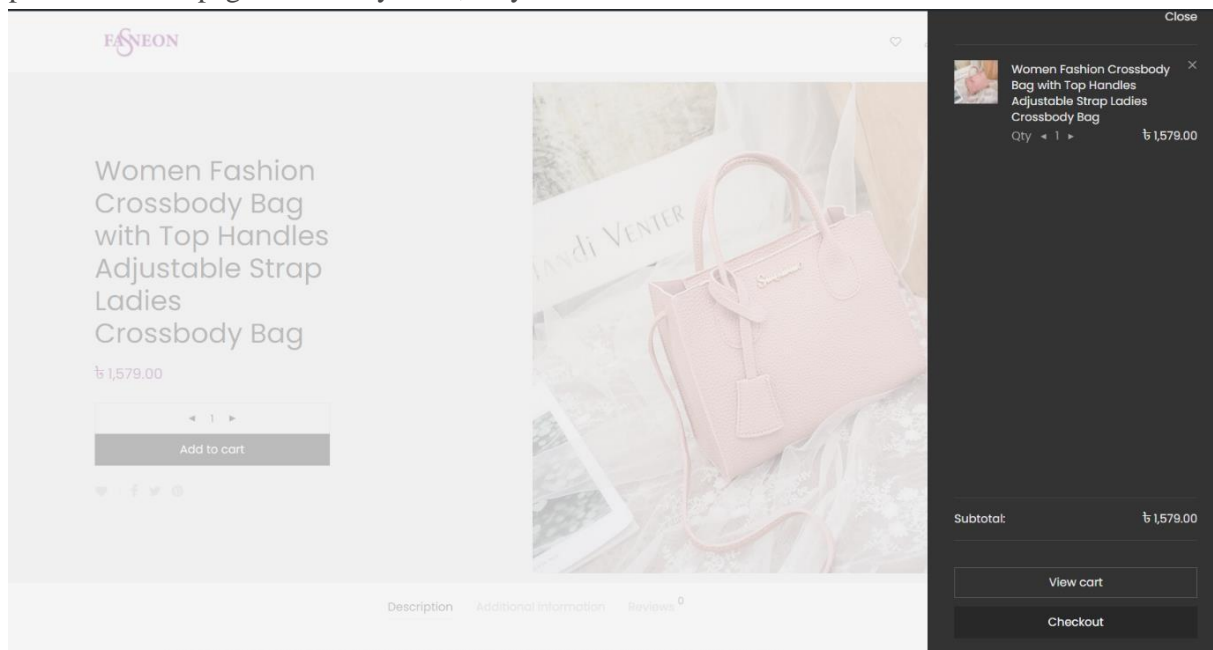 Close
FASNEON
Women Fashion Crossbody
Bag with Top Handles
Adjustable Strap Ladies
Crossbody Bag
Qty ◄ 1 ►
৳ 1,579.00
Women Fashion
Crossbody Bag
with Top Handles
Adjustable Strap
Ladies
Crossbody Bag
৳ 1,579.00
◄ 1 ►
Add to cart
VENTER
Subtotal:
৳ 1,579.00
View cart
Checkout
Description
Additional information
Reviews 0